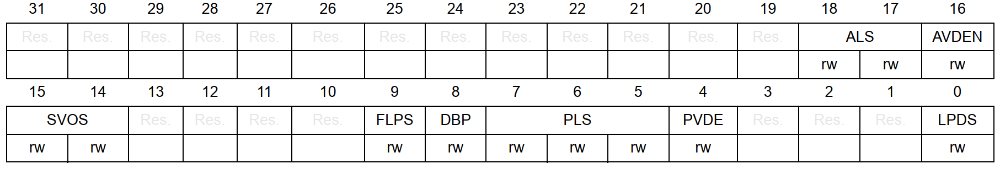 31 30 29 28 27 26 25 24 23 22 21 20 19 18 17 16
Res. Res. Res. Res. Res. Res. Res. Res. Res. Res. Res. Res. Res. ALS AVDEN
rw rw rw
15 14 13 12 11 10 9 8 7 6 5 4 3 2 1 0
SVOS Res. Res. Res. Res. FLPS DBP PLS PVDE Res. Res. Res. LPDS
rw rw rw rw rw rw rw rw rw